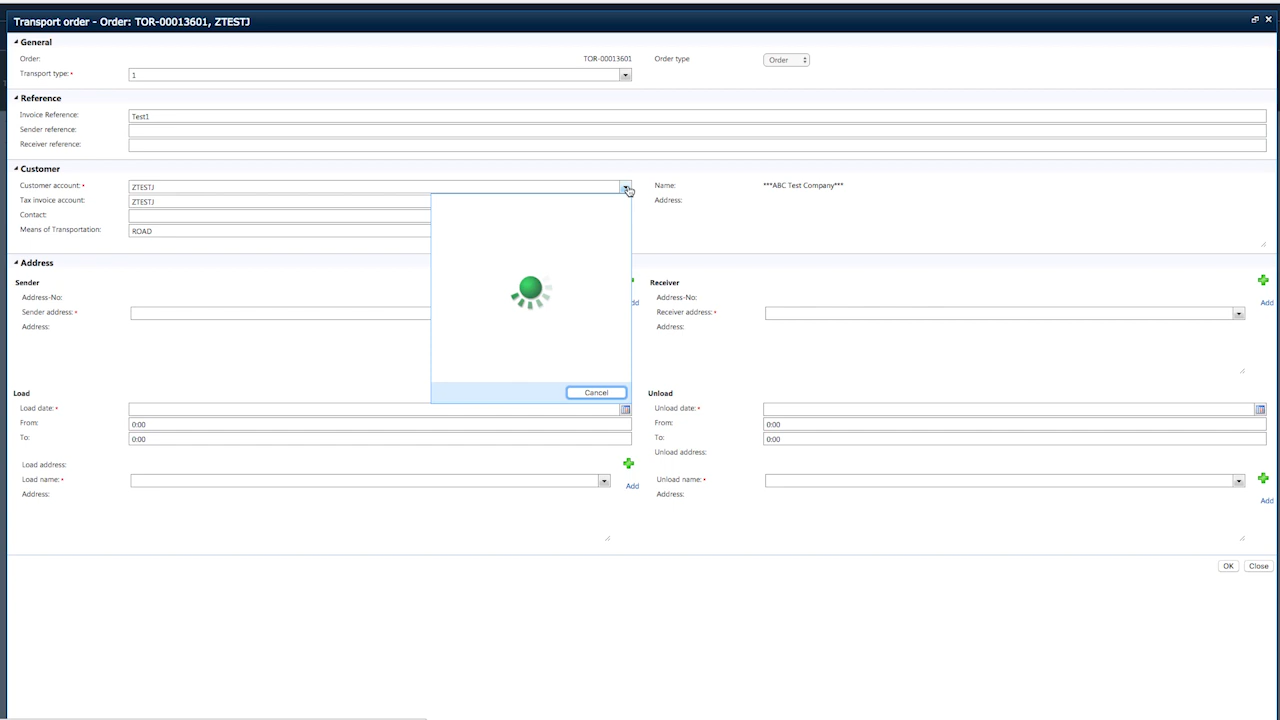 Transport order - Order: TOR-00013601, ZTESTJ
General
Order: TOR-00013601 Order type Order
Transport type: * 1
Reference
Invoice Reference: Test1
Sender reference:
Receiver reference:
Customer
Customer account: * ZTESTJ Name: ***ABC Test Company***
Tax invoice account: ZTESTJ Address:
Contact:
Means of Transportation: ROAD
Address
Sender Receiver
Address-No: Address-No:
Sender address: * dd Receiver address: * Add
Address: Address:
Cancel
Load Unload
Load date: * Unload date: *
From: 0:00 From: 0:00
To: 0:00 To: 0:00
Unload address:
Load address:
Load name: * Add Unload name: *
Address: Address: Add
OK Close